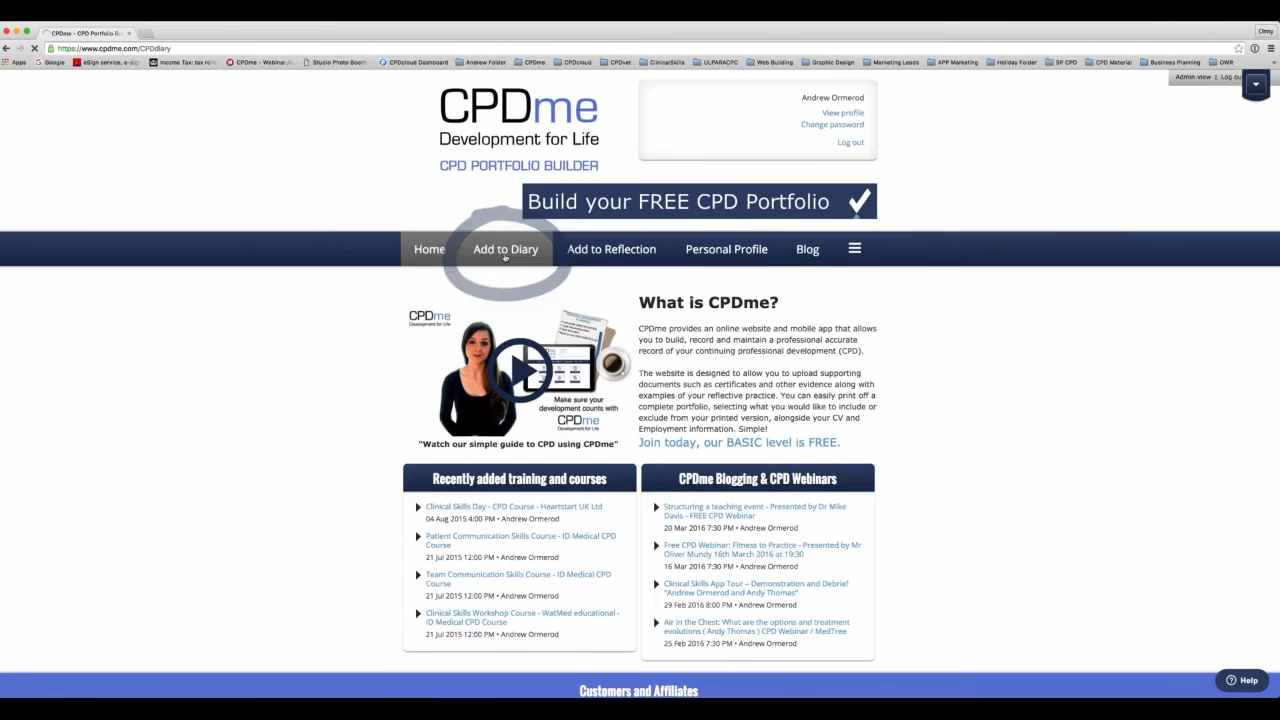 CPDme - CPD Portfolio Bui
Ormy
https://www.cpdme.com/CPDdiary
Apps Google eSign service, e-sig Income Tax: tax rel CPDme - Webinar Studio Photo Booth CPDcloud Dashboard Andrew Folder CPDme CPDcloud CPDvet ClinicalSkills ULPARACPC Web Building Graphic Design Marketing Leads APP Marketing Holiday Folder SP CPD CPD Material Business Planning OWR »
Admin view | Log ou
CPDme
Development for Life
CPD PORTFOLIO BUILDER
Andrew Ormerod
View profile
Change password
Log out
Build your FREE CPD Portfolio
Home Add to Diary Add to Reflection Personal Profile Blog
CPDme
Development for Life
Make sure your
development counts with
CPDme
Development for Life
"Watch our simple guide to CPD using CPDme"
What is CPDme?
CPDme provides an online website and mobile app that allows
you to build, record and maintain a professional accurate
record of your continuing professional development (CPD).
The website is designed to allow you to upload supporting
documents such as certificates and other evidence along with
examples of your reflective practice. You can easily print off a
complete portfolio, selecting what you would like to include or
exclude from your printed version, alongside your CV and
Employment information. Simple!
Join today, our BASIC level is FREE.
Recently added training and courses
Clinical Skills Day - CPD Course - Heartstart UK Ltd
04 Aug 2015 4:00 PM • Andrew Ormerod
Patient Communication Skills Course - ID Medical CPD
Course
21 Jul 2015 12:00 PM • Andrew Ormerod
Team Communication Skills Course - ID Medical CPD
Course
21 Jul 2015 12:00 PM • Andrew Ormerod
Clinical Skills Workshop Course - WatMed educational -
ID Medical CPD Course
21 Jul 2015 12:00 PM • Andrew Ormerod
CPDme Blogging & CPD Webinars
Structuring a teaching event - Presented by Dr Mike
Davis - FREE CPD Webinar
20 Mar 2016 7:30 PM • Andrew Ormerod
Free CPD Webinar: Fitness to Practice - Presented by Mr
Oliver Mundy 16th March 2016 at 19:30
16 Mar 2016 7:30 PM • Andrew Ormerod
Clinical Skills App Tour – Demonstration and Debrief
"Andrew Ormerod and Andy Thomas"
29 Feb 2016 8:00 PM • Andrew Ormerod
Air in the Chest: What are the options and treatment
evolutions ( Andy Thomas ) CPD Webinar / MedTree
25 Feb 2016 7:30 PM • Andrew Ormerod
Customers and Affiliates
Help